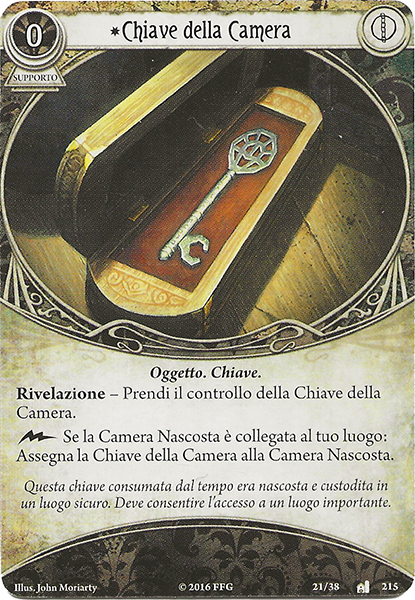 0
*Chiave della Camera
SUPPORTO
Oggetto. Chiave.
Rivelazione – Prendi il controllo della Chiave della
Camera.
Se la Camera Nascosta è collegata al tuo luogo:
Assegna la Chiave della Camera alla Camera Nascosta.
Questa chiave consumata dal tempo era nascosta e custodita in
un luogo sicuro. Deve consentire l'accesso a un luogo importante.
Illus. John Moriarty © 2016 FFG 21/38 215